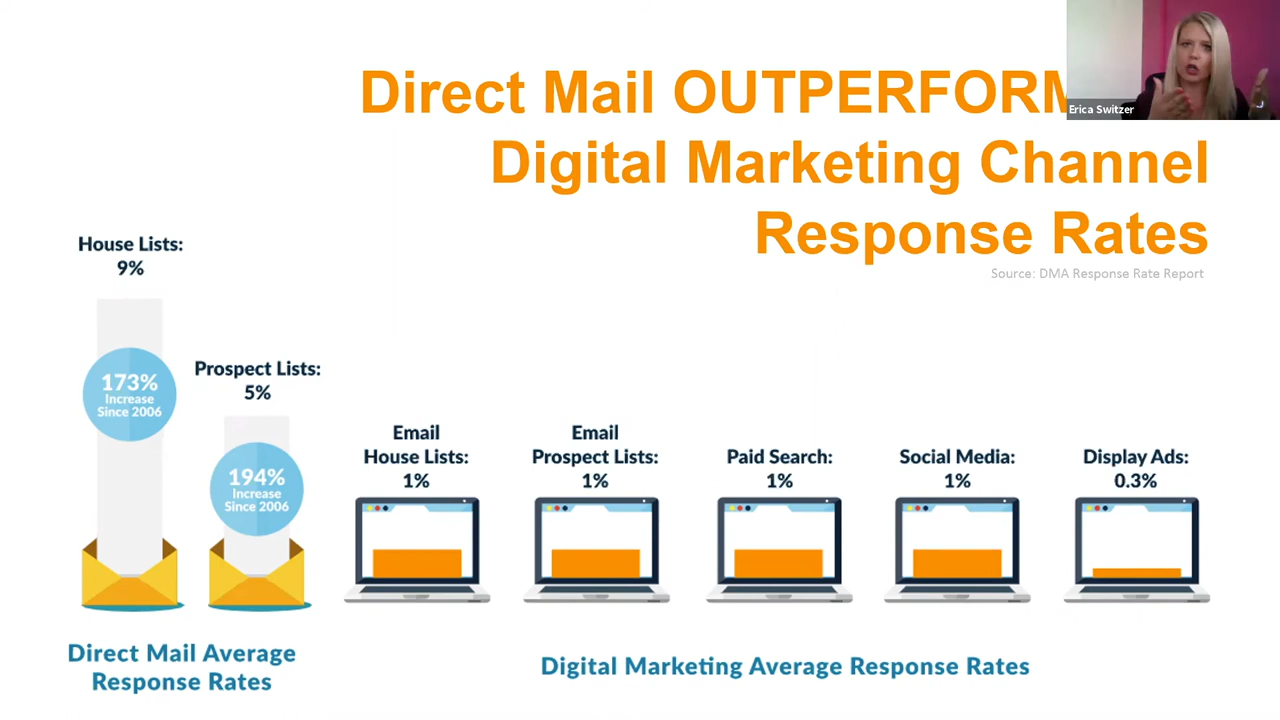 Direct Mail OUTPERFORM
Digital Marketing Channel
Response Rates
Source: DMA Response Rate Report
Erica Switzer
House Lists:
9%
173%
Increase
Since 2006
Prospect Lists:
5%
194%
Increase
Since 2006
Email
House Lists:
1%
Email
Prospect Lists:
1%
Paid Search:
1%
Social Media:
1%
Display Ads:
0.3%
Direct Mail Average
Response Rates
Digital Marketing Average Response Rates